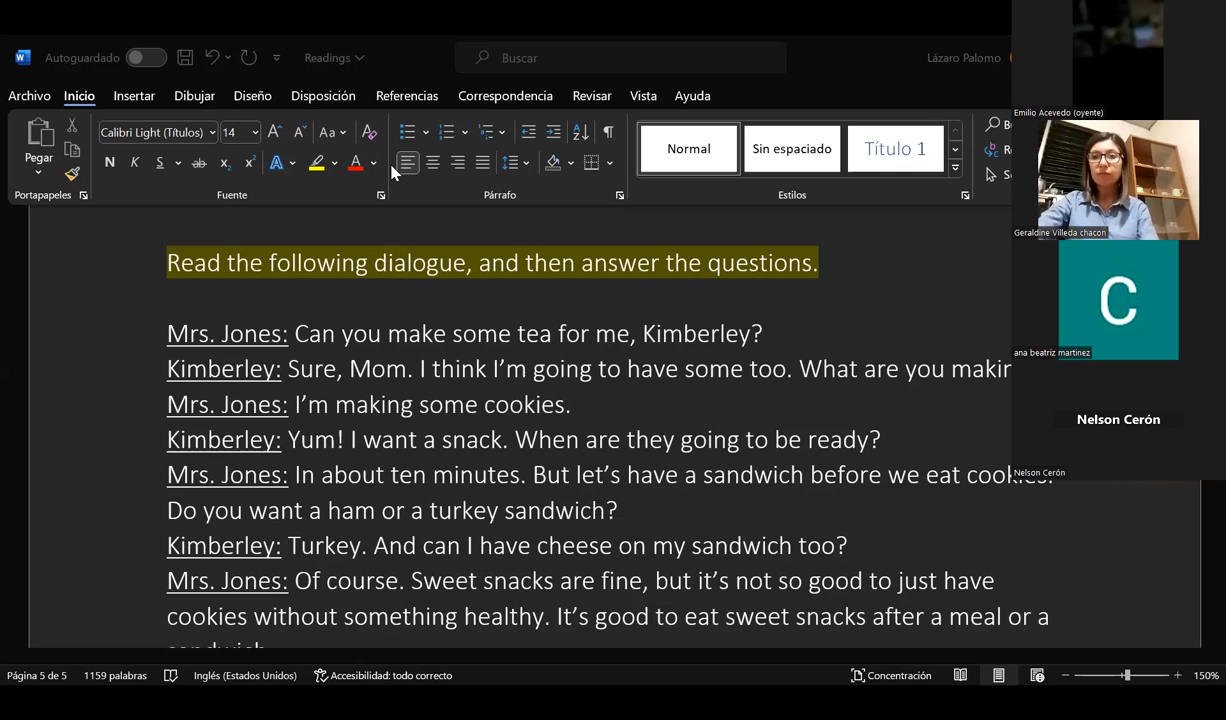 Autoguardado
Readings
Buscar
Lázaro Palomo
Archivo Inicio Insertar Dibujar Diseño Disposición Referencias Correspondencia Revisar Vista Ayuda
Pegar
Calibri Light (Títulos) 14
Aa
N K S ab x₂ x²
Normal
Sin espaciado
Título 1
Portapapeles
Fuente
Párrafo
Estilos
Emilio Acevedo (oyente)
Geraldine Villeda chacon
C
ana beatriz martinez
Nelson Cerón
Nelson Cerón
Read the following dialogue, and then answer the questions.
Mrs. Jones: Can you make some tea for me, Kimberley?
Kimberley: Sure, Mom. I think I'm going to have some too. What are you makin
Mrs. Jones: I'm making some cookies.
Kimberley: Yum! I want a snack. When are they going to be ready?
Mrs. Jones: In about ten minutes. But let's have a sandwich before we eat cookies.
Do you want a ham or a turkey sandwich?
Kimberley: Turkey. And can I have cheese on my sandwich too?
Mrs. Jones: Of course. Sweet snacks are fine, but it's not so good to just have
cookies without something healthy. It's good to eat sweet snacks after a meal or a
sandwich
Página 5 de 5 1159 palabras Inglés (Estados Unidos) Accesibilidad: todo correcto Concentración 150%